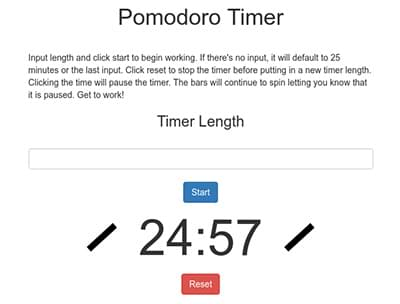 Pomodoro Timer
Input length and click start to begin working. If there's no input, it will default to 25
minutes or the last input. Click reset to stop the timer before putting in a new timer length.
Clicking the time will pause the timer. The bars will continue to spin letting you know that
it is paused. Get to work!
Timer Length
Start
24:57
Reset